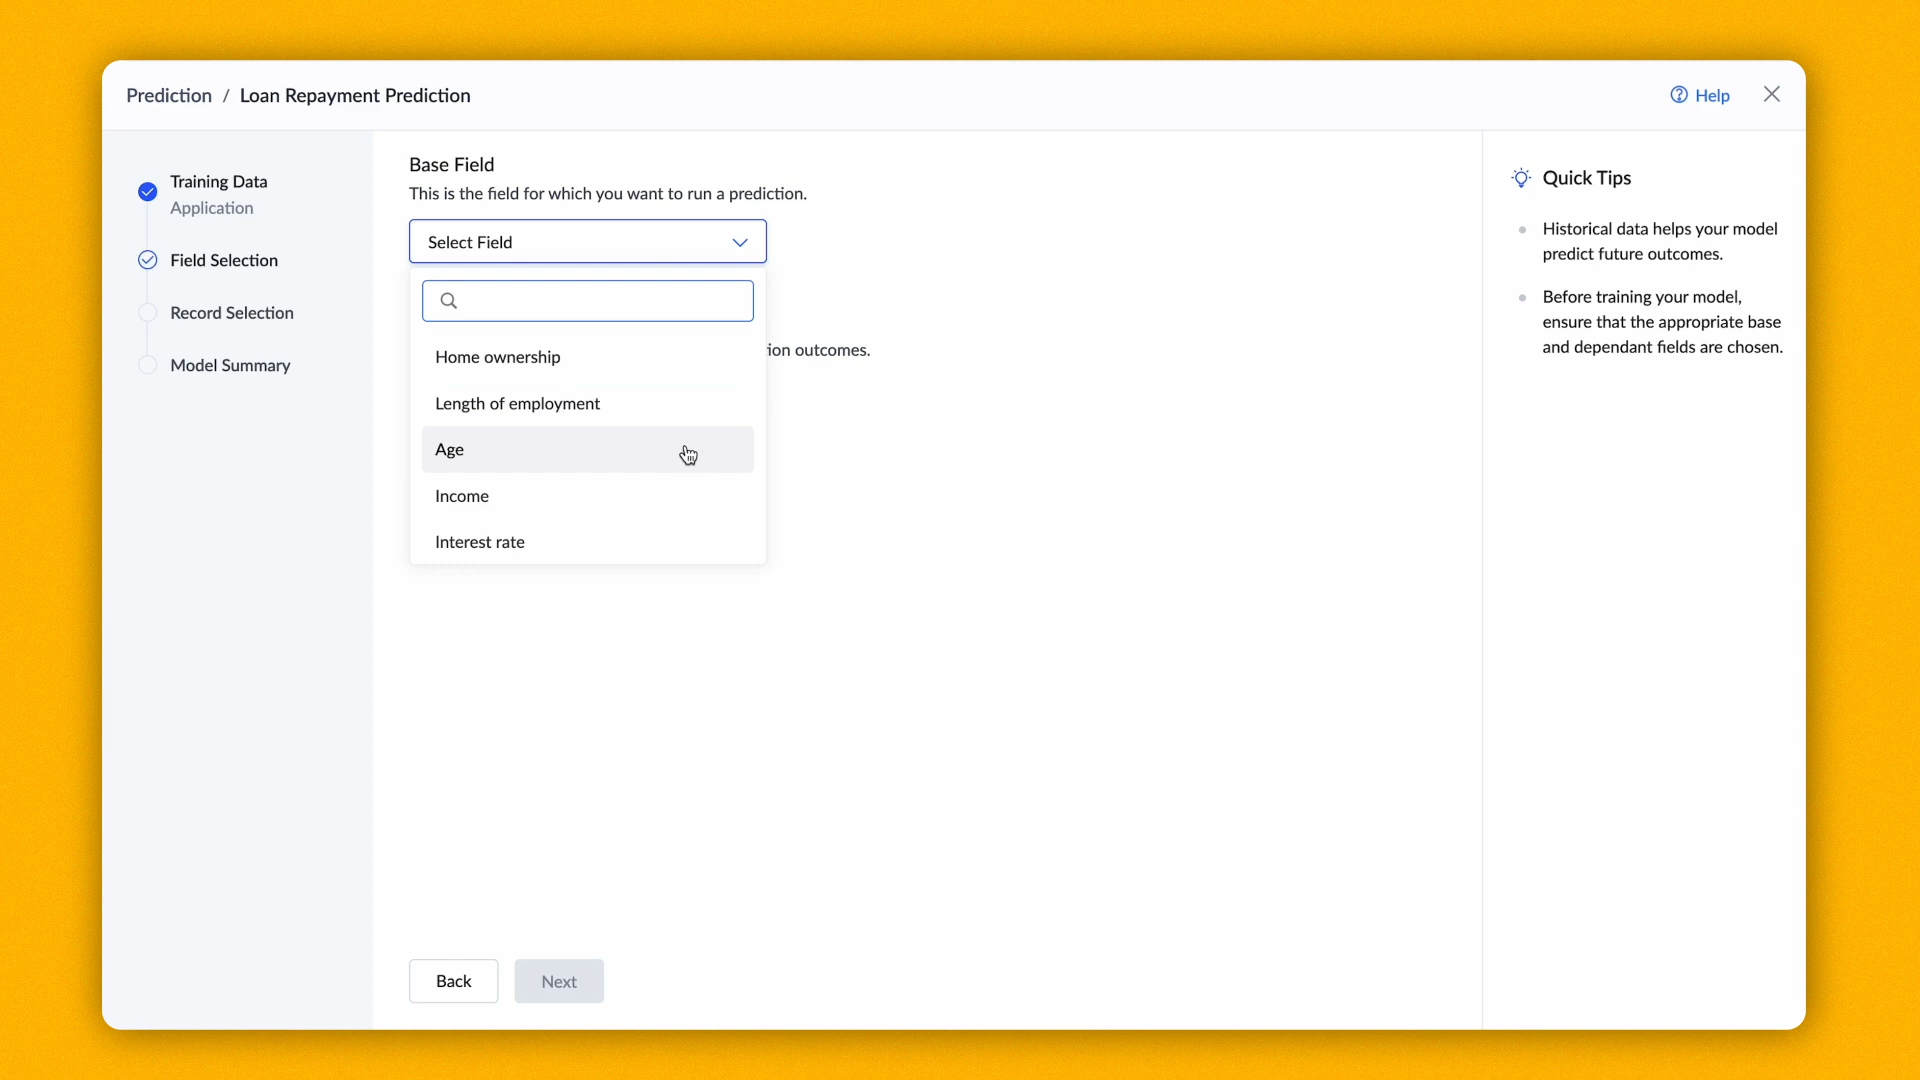 Prediction / Loan Repayment Prediction
Help
Training Data
Application
Field Selection
Record Selection
Model Summary
Base Field
This is the field for which you want to run a prediction.
Select Field
outcomes.
Home ownership
Length of employment
Age
Income
Interest rate
Back
Next
Quick Tips
Historical data helps your model
predict future outcomes.
Before training your model,
ensure that the appropriate base
and dependant fields are chosen.